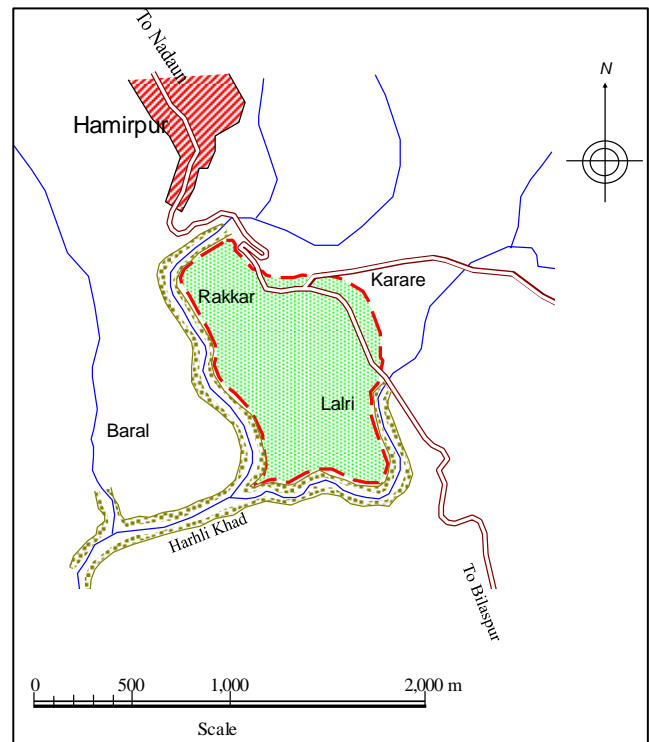 To Nadaun
N
Hamirpur
Karare
Rakkar
Lalri
Baral
Harhli Khad
To Bilaspur
0 500 1,000 2,000 m
Scale